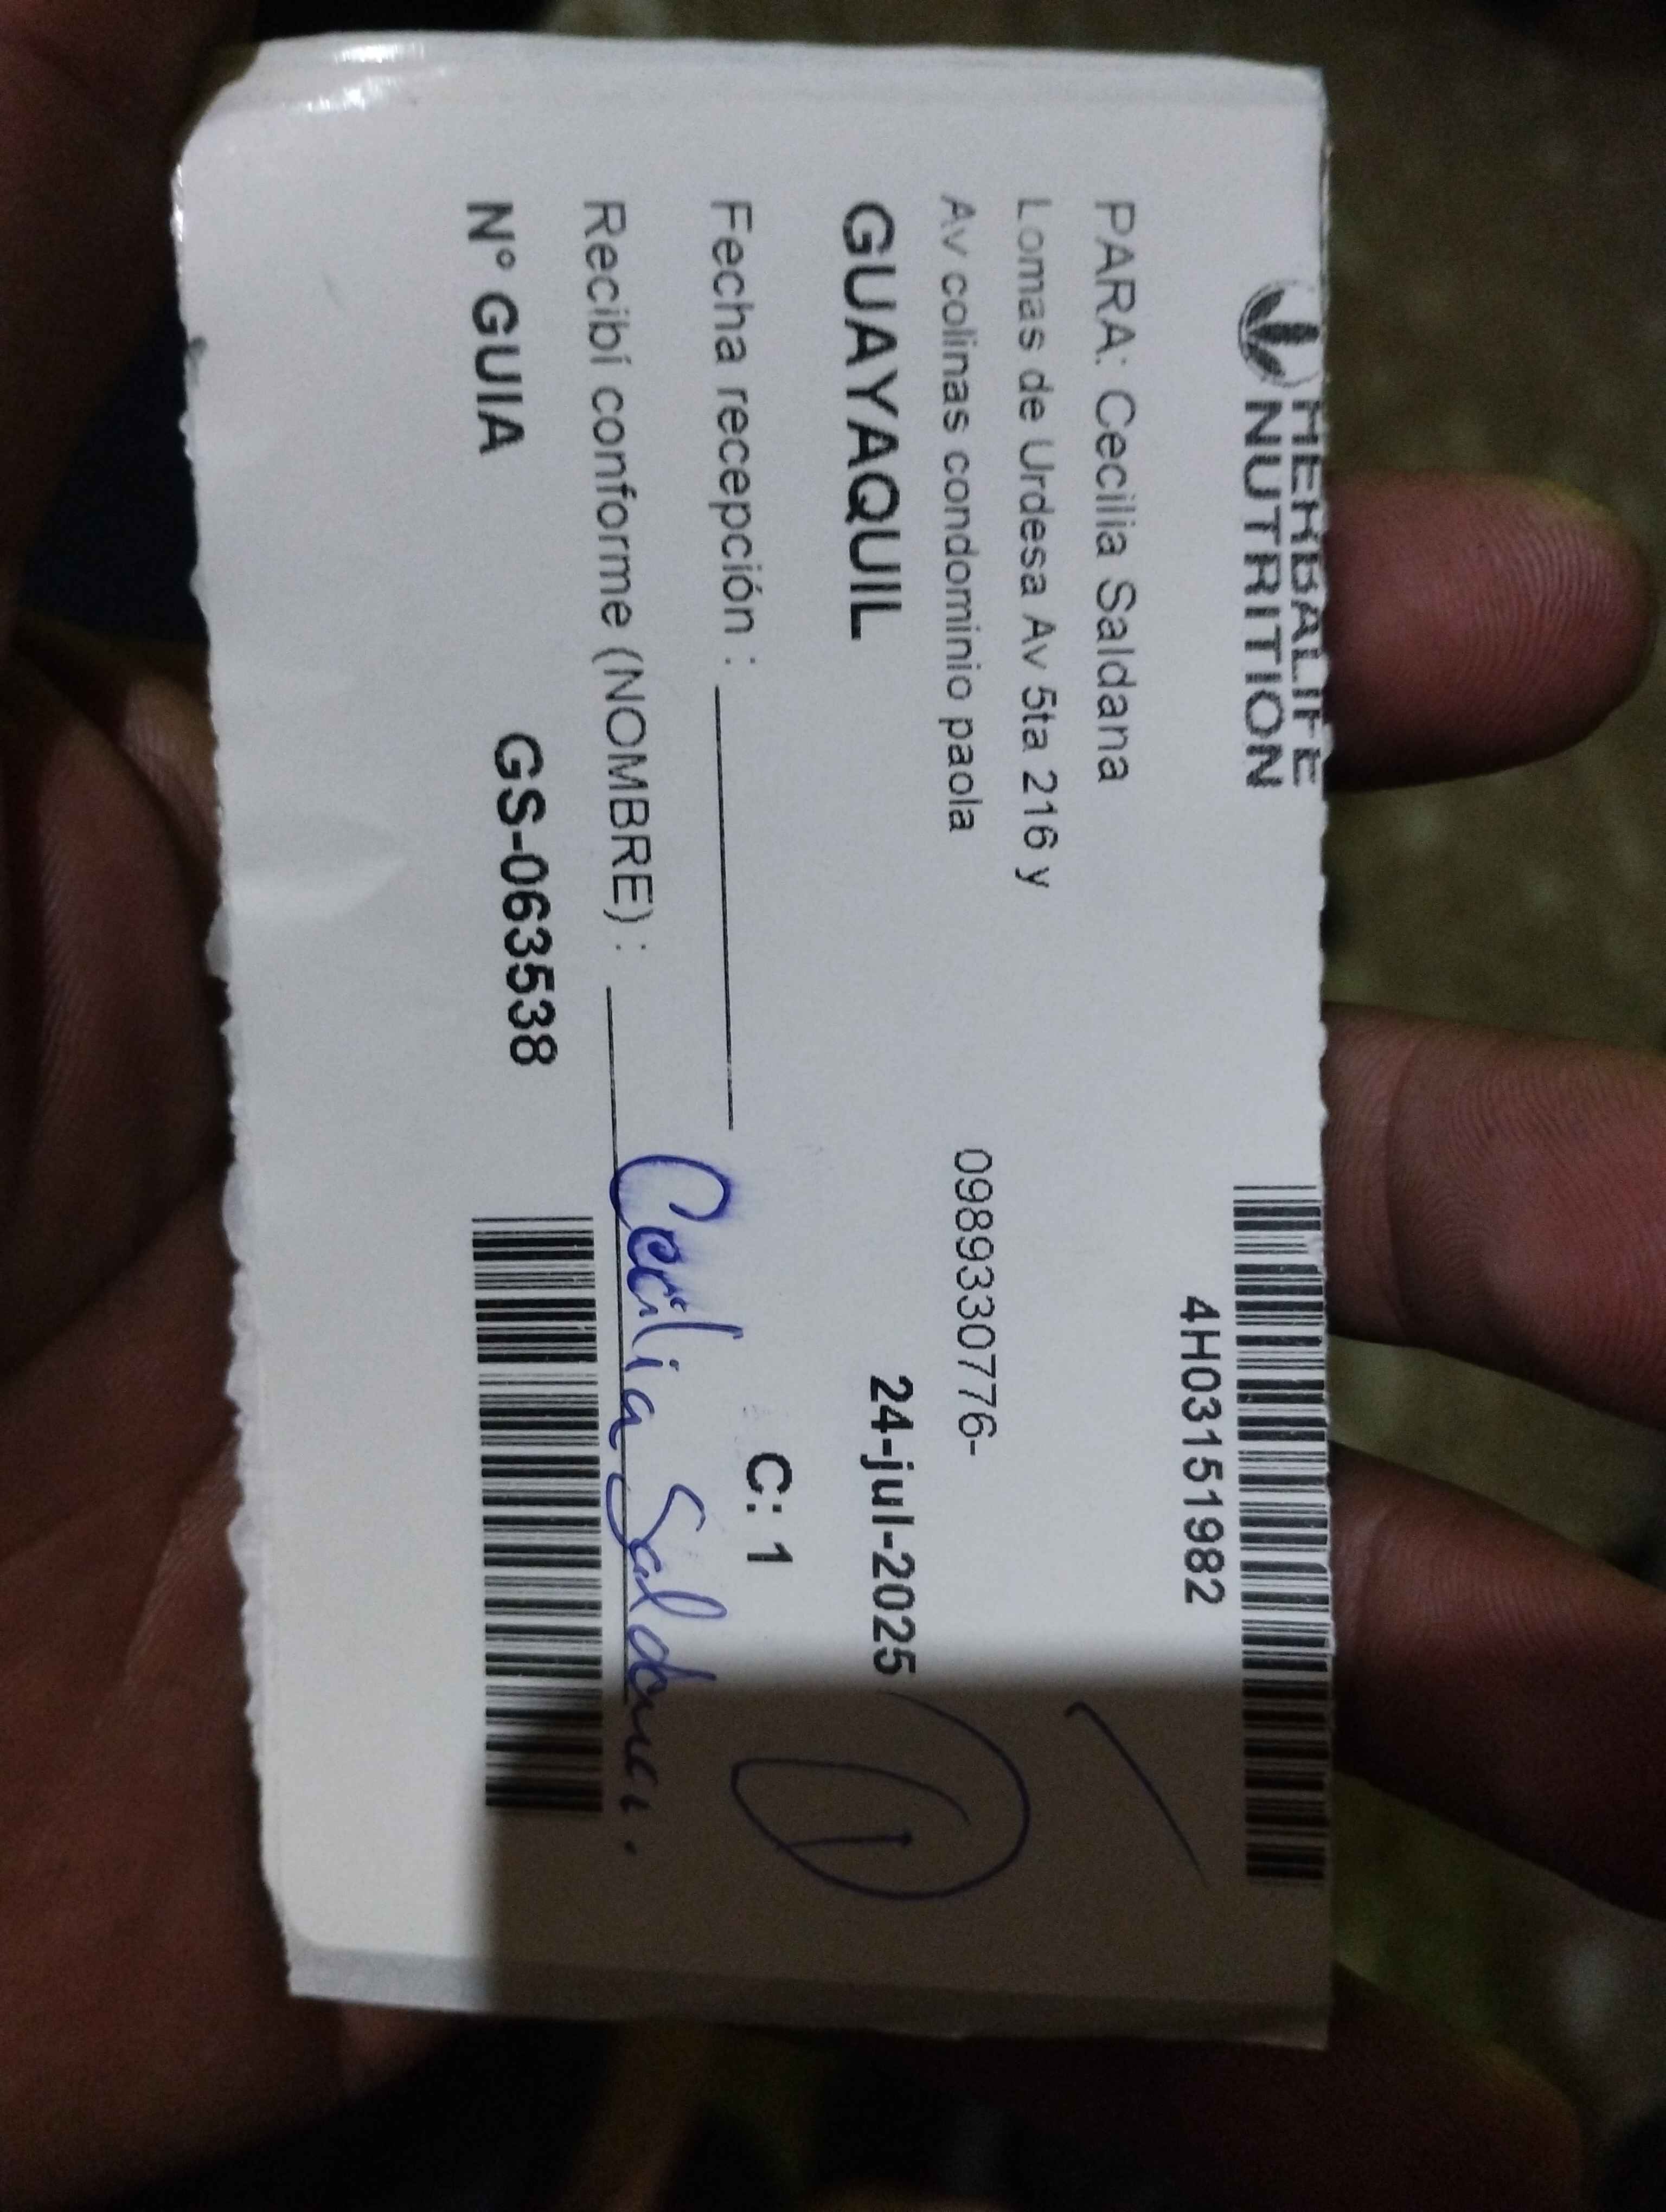 HERBALIFE
NUTRITION
4H03151982
PARA: Cecilia Saldana
Lomas de Urdesa Av 5ta 216 y
Av colinas condominio paola
0989330776-
GUAYAQUIL
24-jul-2025
Fecha recepción :
C: 1
1
Recibí conforme (NOMBRE) : Cecilia Saldana.
Nº GUIA GS-063538